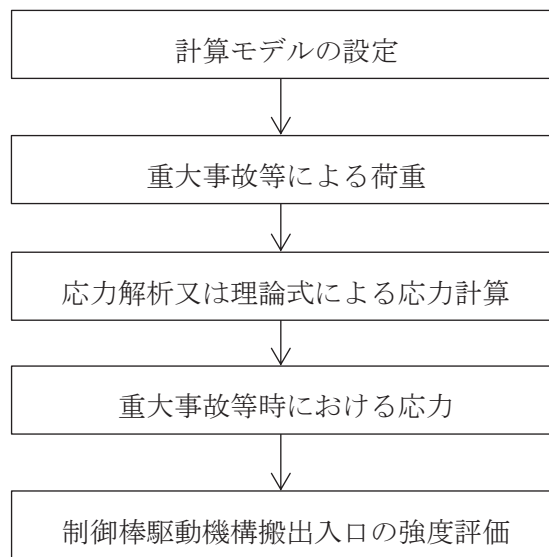 計算モデルの設定
重大事故等による荷重
応力解析又は理論式による応力計算
重大事故等時における応力
制御棒駆動機構搬出入口の強度評価